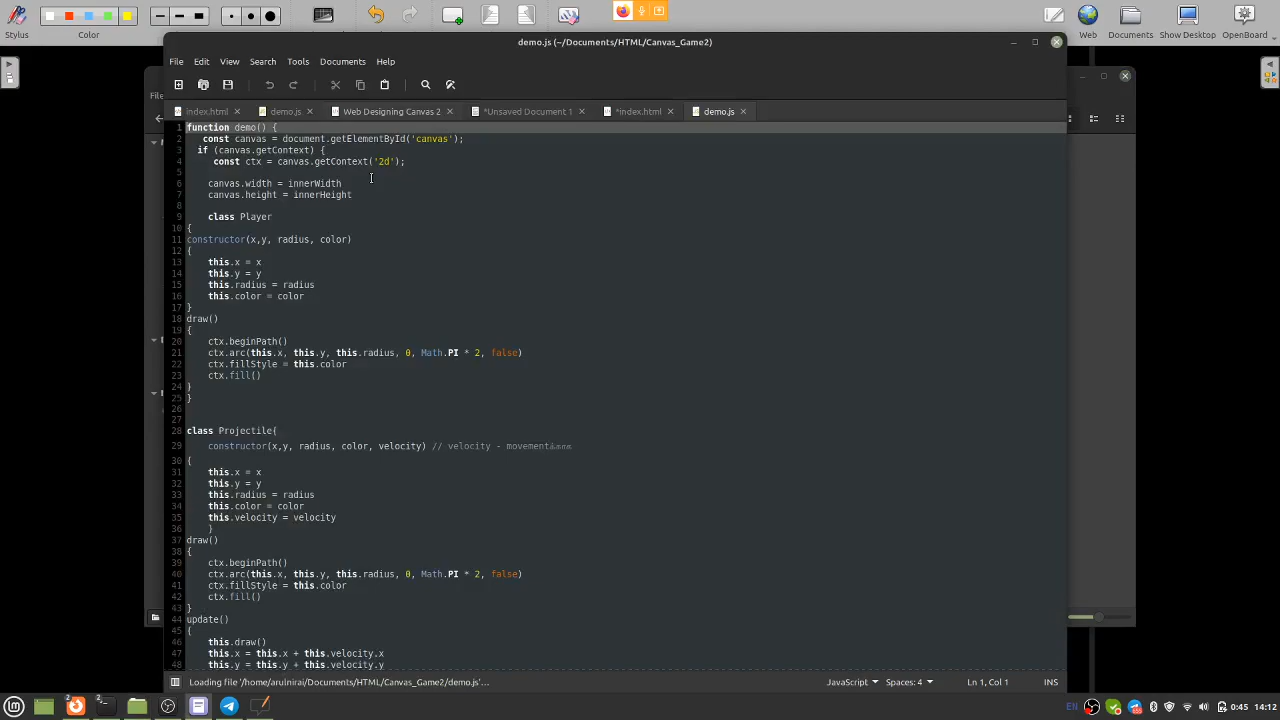 Stylus
Color
Web
Documents
Show Desktop
OpenBoard
demo.js (~/Documents/HTML/Canvas_Game2)
File Edit View Search Tools Documents Help
index.html demo.js Web Designing Canvas 2 *Unsaved Document 1 *index.html demo.js
1 function demo() {
2 const canvas = document.getElementById('canvas');
3 if (canvas.getContext) {
4 const ctx = canvas.getContext('2d');
5
6 canvas.width = innerWidth
7 canvas.height = innerHeight
8
9 class Player
10 {
11 constructor(x,y, radius, color)
12 {
13 this.x = x
14 this.y = y
15 this.radius = radius
16 this.color = color
17 }
18 draw()
19 {
20 ctx.beginPath()
21 ctx.arc(this.x, this.y, this.radius, 0, Math.PI * 2, false)
22 ctx.fillStyle = this.color
23 ctx.fill()
24 }
25 }
26
27
28 class Projectile{
29 constructor(x,y, radius, color, velocity) // velocity - movement
30 {
31 this.x = x
32 this.y = y
33 this.radius = radius
34 this.color = color
35 this.velocity = velocity
36 }
37 draw()
38 {
39 ctx.beginPath()
40 ctx.arc(this.x, this.y, this.radius, 0, Math.PI * 2, false)
41 ctx.fillStyle = this.color
42 ctx.fill()
43 }
44 update()
45 {
46 this.draw()
47 this.x = this.x + this.velocity.x
48 this.y = this.y + this.velocity.y
Loading file '/home/arulnirai/Documents/HTML/Canvas_Game2/demo.js'…
JavaScript Spaces: 4 Ln 1, Col 1 INS
EN 0:45 14:12